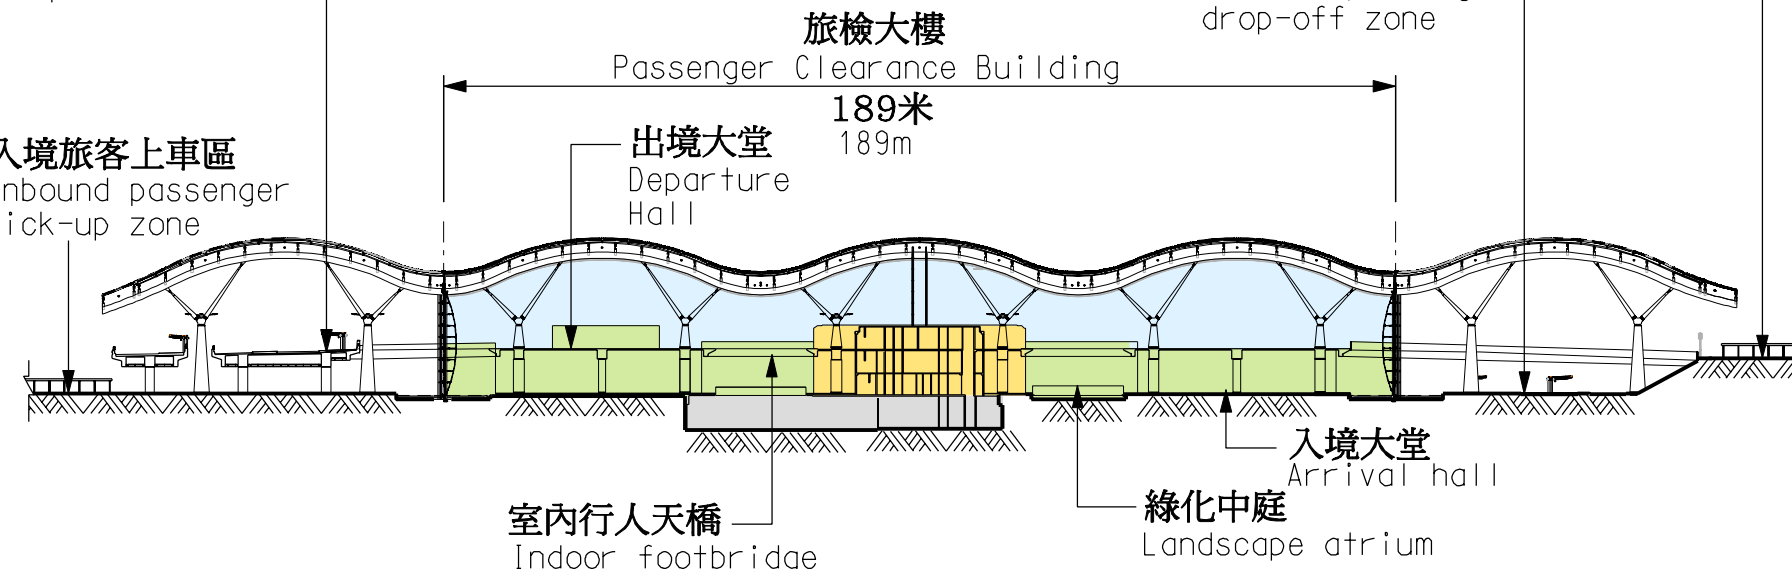 drop-off zone
旅檢大樓
Passenger Clearance Building
189米
189m
出境大堂
Departure
Hall
入境旅客上車區
nbound passenger
ick-up zone
入境大堂
Arrival hall
綠化中庭
Landscape atrium
室內行人天橋
Indoor footbridge